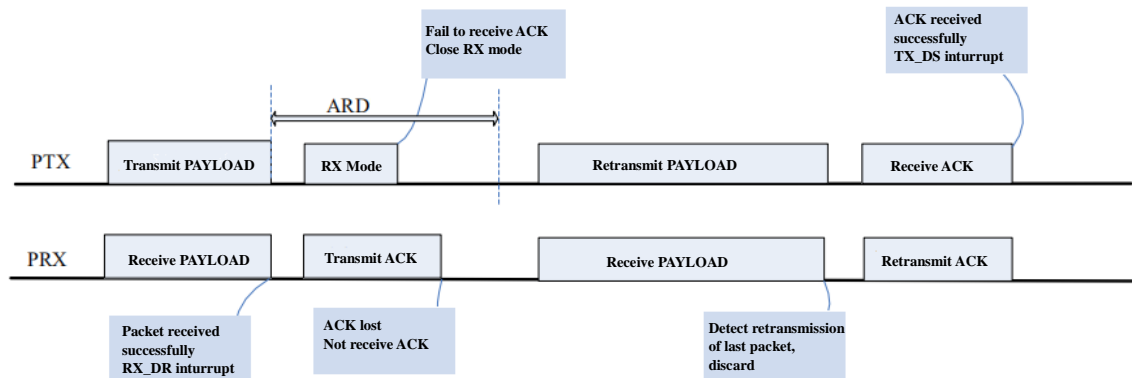 Fail to receive ACK
Close RX mode
ACK received
successfully
TX_DS inturrupt
ARD
PTX
Transmit PAYLOAD
RX Mode
Retransmit PAYLOAD
Receive ACK
PRX
Receive PAYLOAD
Transmit ACK
Receive PAYLOAD
Retransmit ACK
Packet received
successfully
RX_DR inturrupt
ACK lost
Not receive ACK
Detect retransmission
of last packet,
discard